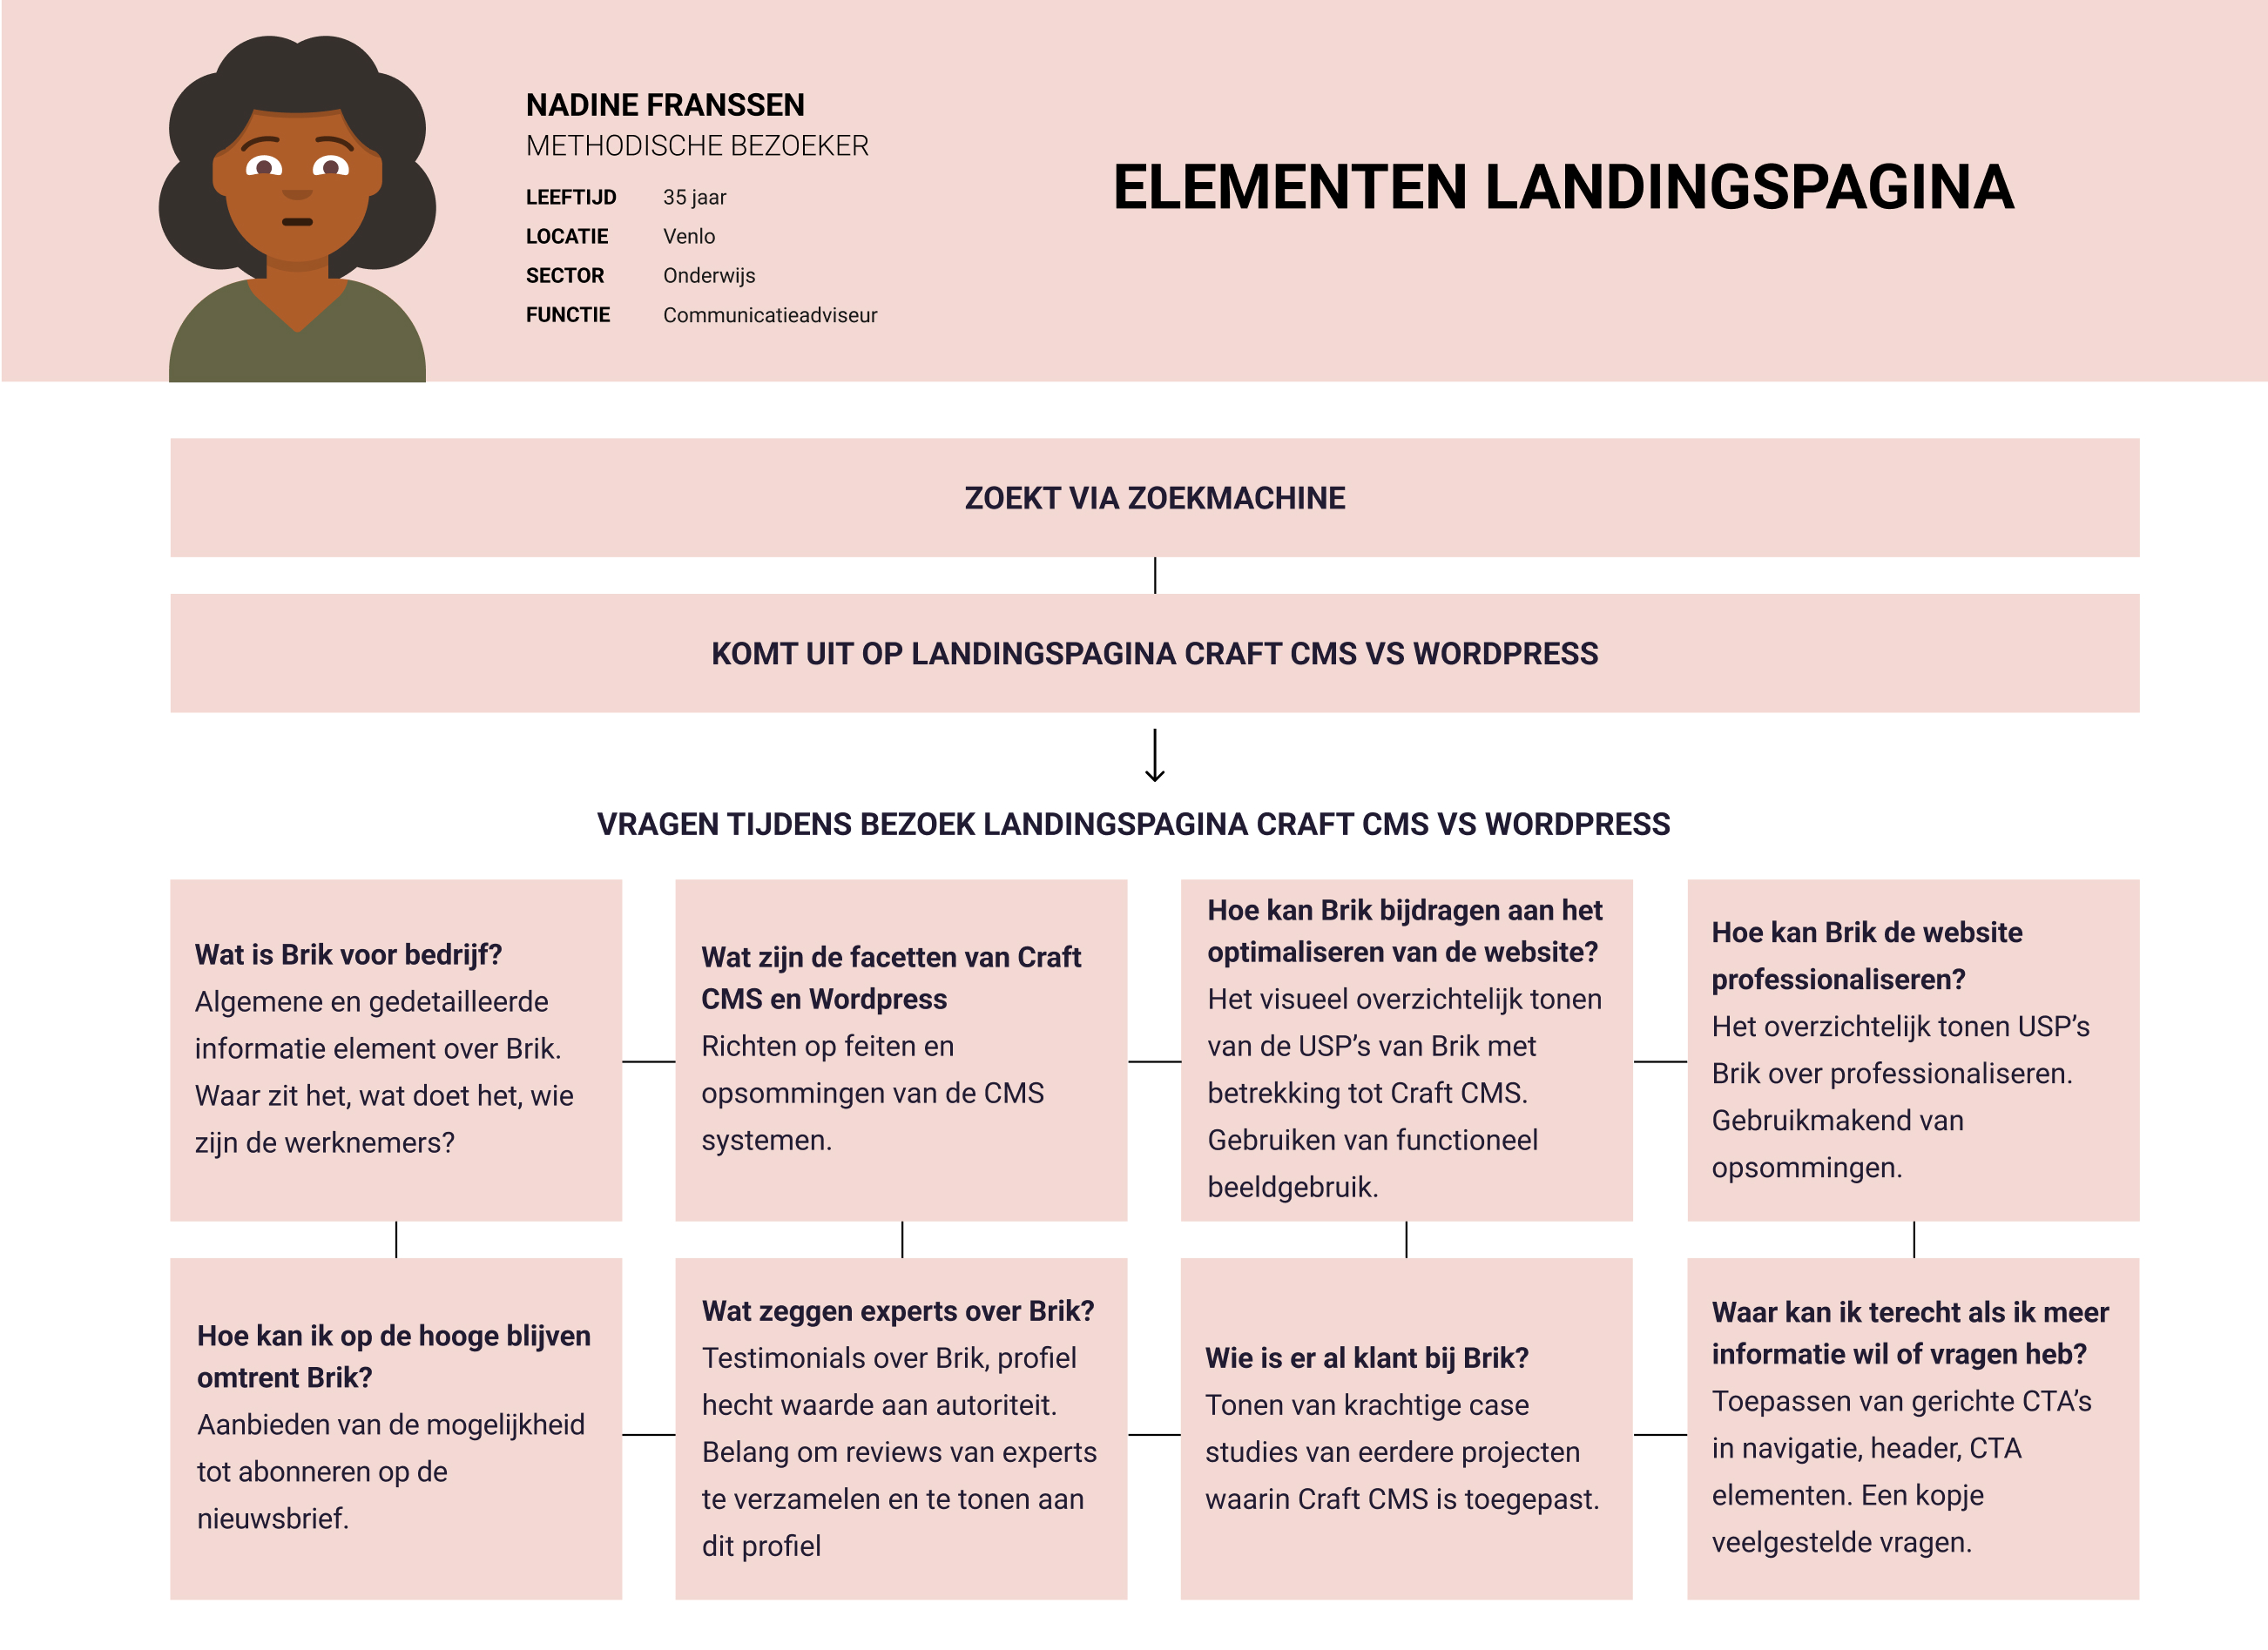 NADINE FRANSSEN
METHODISCHE BEZOEKER
LEEFTIJD 35 jaar
LOCATIE Venlo
SECTOR Onderwijs
FUNCTIE Communicatieadviseur
ELEMENTEN LANDINGSPAGINA
ZOEKT VIA ZOEKMACHINE
KOMT UIT OP LANDINGSPAGINA CRAFT CMS VS WORDPRESS
VRAGEN TIJDENS BEZOEK LANDINGSPAGINA CRAFT CMS VS WORDPRESS
Wat is Brik voor bedrijf?
Algemene en gedetailleerde
informatie element over Brik.
Waar zit het, wat doet het, wie
zijn de werknemers?
Wat zijn de facetten van Craft
CMS en Wordpress
Richten op feiten en
opsommingen van de CMS
systemen.
Hoe kan Brik bijdragen aan het
optimaliseren van de website?
Het visueel overzichtelijk tonen
van de USP’s van Brik met
betrekking tot Craft CMS.
Gebruiken van functioneel
beeldgebruik.
Hoe kan Brik de website
professionaliseren?
Het overzichtelijk tonen USP’s
Brik over professionaliseren.
Gebruikmakend van
opsommingen.
Hoe kan ik op de hooge blijven
omtrent Brik?
Aanbieden van de mogelijkheid
tot abonneren op de
nieuwsbrief.
Wat zeggen experts over Brik?
Testimonials over Brik, profiel
hecht waarde aan autoriteit.
Belang om reviews van experts
te verzamelen en te tonen aan
dit profiel
Wie is er al klant bij Brik?
Tonen van krachtige case
studies van eerdere projecten
waarin Craft CMS is toegepast.
Waar kan ik terecht als ik meer
informatie wil of vragen heb?
Toepassen van gerichte CTA’s
in navigatie, header, CTA
elementen. Een kopje
veelgestelde vragen.